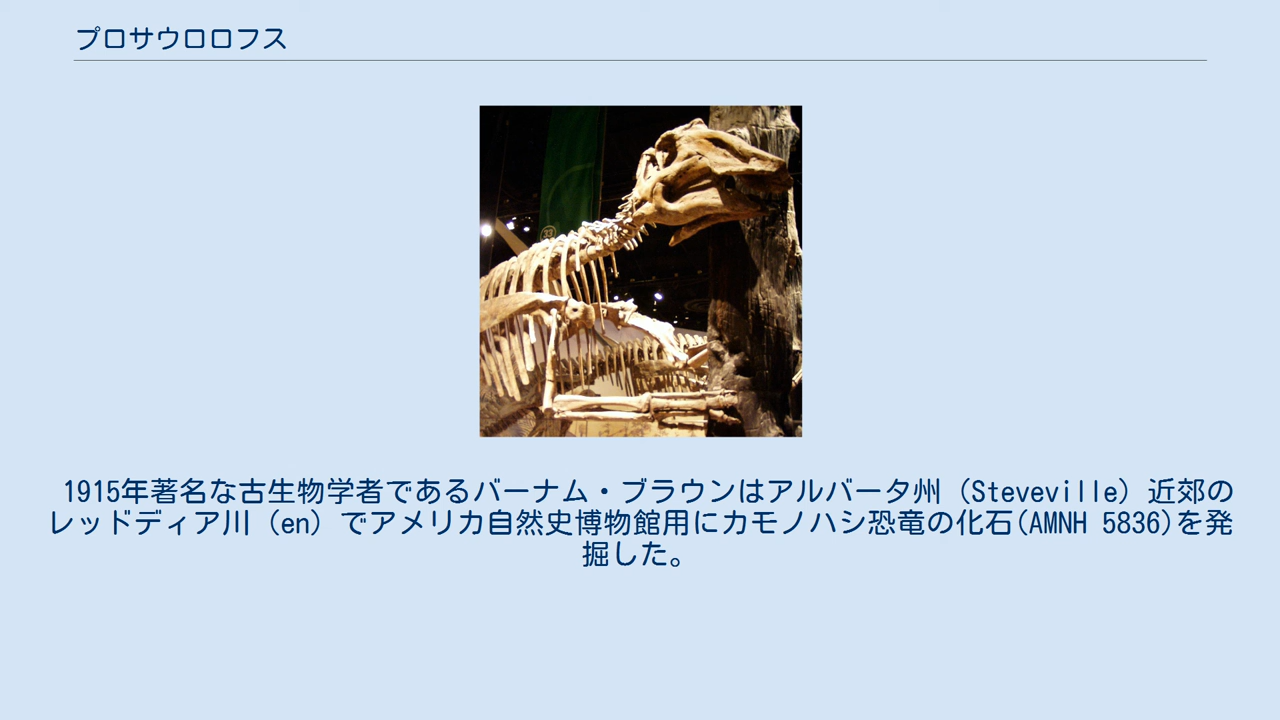 プロサウロロフス
1915年著名な古生物学者であるバーナム・ブラウンはアルバータ州（Steveville）近郊の
レッドディア川（en）でアメリカ自然史博物館用にカモノハシ恐竜の化石(AMNH 5836)を発
掘した。